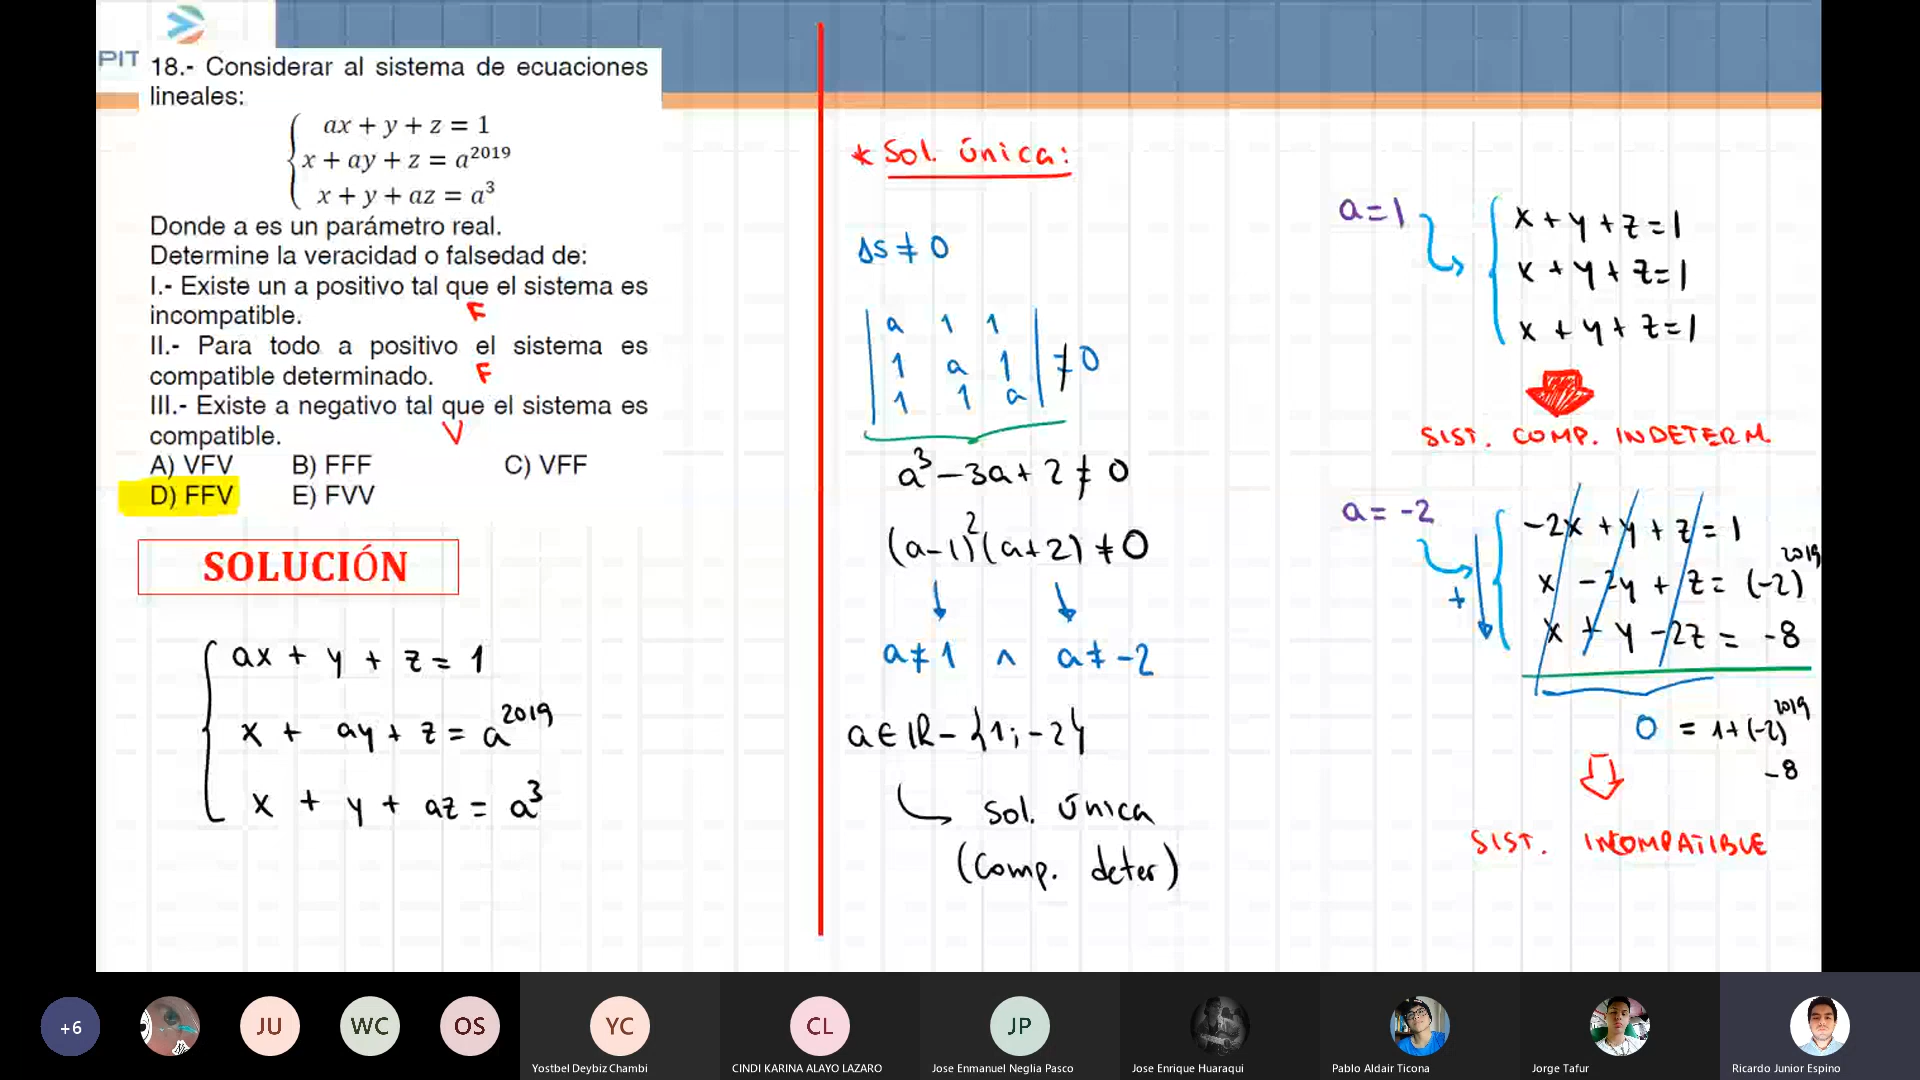 PIT
18.- Considerar al sistema de ecuaciones
lineales:
ax + y + z = 1
x + ay + z = a²⁰¹⁹
x + y + az = a³
Donde a es un parámetro real.
Determine la veracidad o falsedad de:
I.- Existe un a positivo tal que el sistema es
incompatible. F
II.- Para todo a positivo el sistema es
compatible determinado. F
III.- Existe a negativo tal que el sistema es
compatible. V
A) VFV B) FFF C) VFF
D) FFV E) FVV
SOLUCIÓN
ax + y + z = 1
x + ay + z = a²⁰¹⁹
x + y + az = a³
* Sol. única:
Δs ≠ 0
a 1 1
1 a 1 ≠ 0
1 1 a
a³ - 3a + 2 ≠ 0
(a-1)²(a+2) ≠ 0
a ≠ 1 ∧ a ≠ -2
a ∈ IR - {1; -2}
Sol. única
(Comp. deter)
a=1
x + y + z = 1
x + y + z = 1
x + y + z = 1
SIST. COMP. INDETERM.
a = -2
-2x + y + z = 1
x - 2y + z = (-2)²⁰¹⁹
+
x + y - 2z = -8
0 = 1+(-2)²⁰¹⁹
-8
SIST. INCOMPATIBLE
+6
JU
WC
OS
YC
CL
JP
Yostbel Deybiz Chambi
CINDI KARINA ALAYO LAZARO
Jose Enmanuel Neglia Pasco
Jose Enrique Huaraqui
Pablo Aldair Ticona
Jorge Tafur
Ricardo Junior Espino